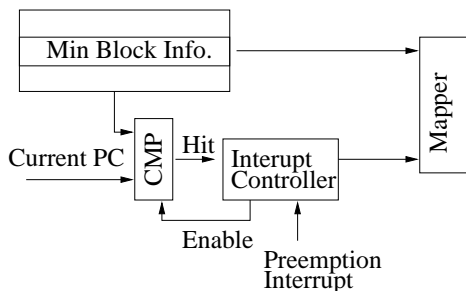 Min Block Info.
Mapper
CMP
Hit
Current PC
Interupt
Controller
Enable
Preemption
Interrupt